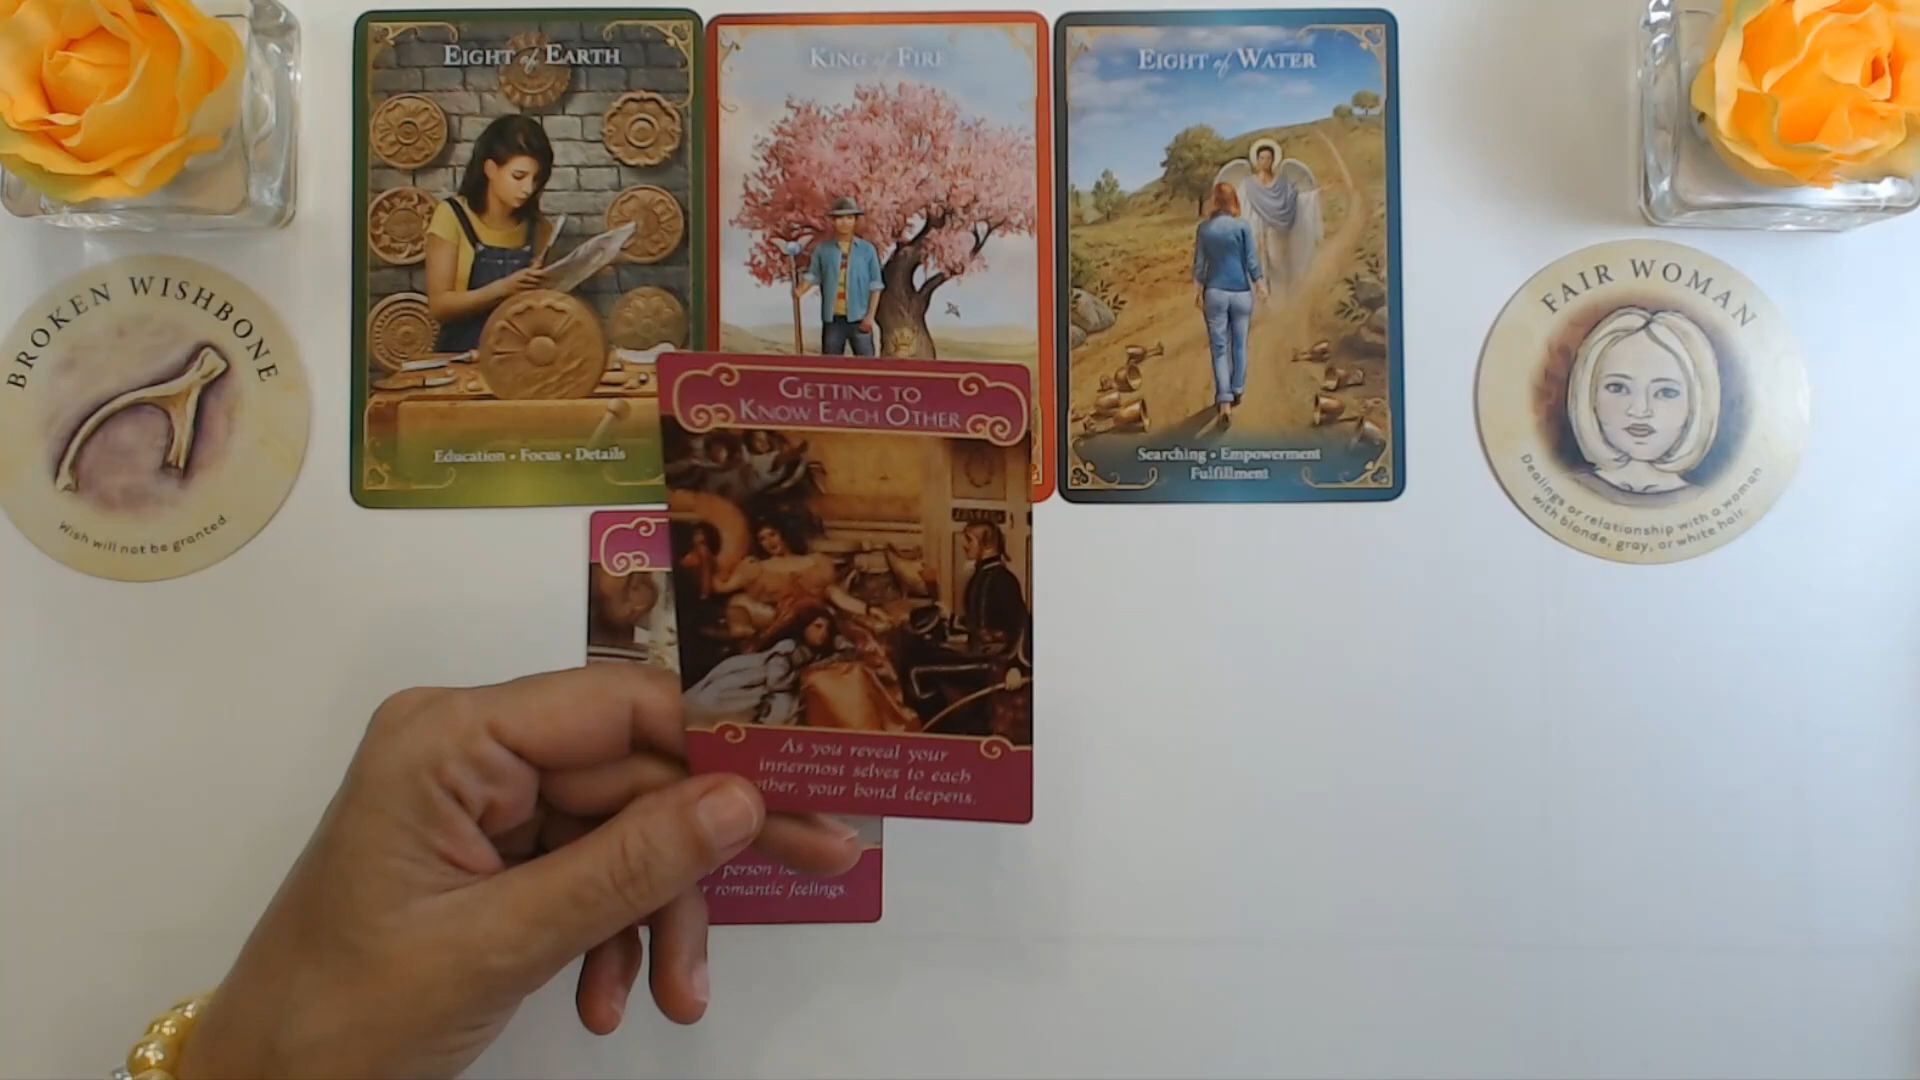 EIGHT of EARTH
Education • Focus • Details
KING of FIRE
EIGHT of WATER
Searching • Empowerment
Fulfillment
BROKEN WISHBONE
Wish will not be granted.
FAIR WOMAN
Dealings or relationship with a woman
with blonde, gray, or white hair.
GETTING TO
KNOW EACH OTHER
As you reveal your
innermost selves to each
other, your bond deepens.
person
romantic feelings.